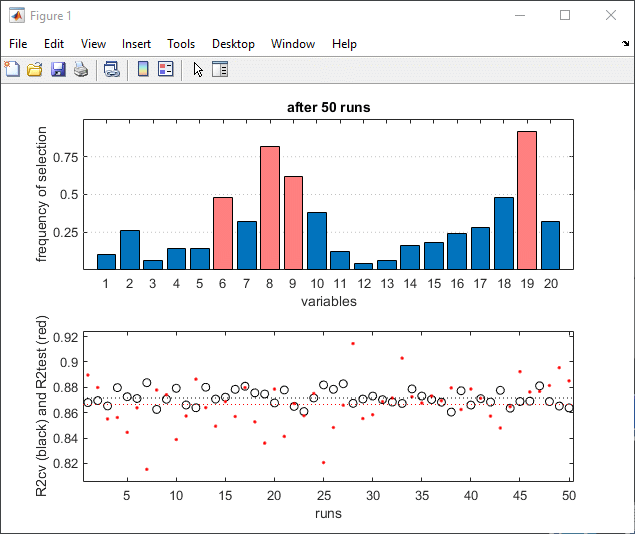 Figure 1
File Edit View Insert Tools Desktop Window Help
after 50 runs
frequency of selection
0.75
0.5
0.25
1 2 3 4 5 6 7 8 9 10 11 12 13 14 15 16 17 18 19 20
variables
R2cv (black) and R2test (red)
0.92
0.9
0.88
0.86
0.84
0.82
5 10 15 20 25 30 35 40 45 50
runs